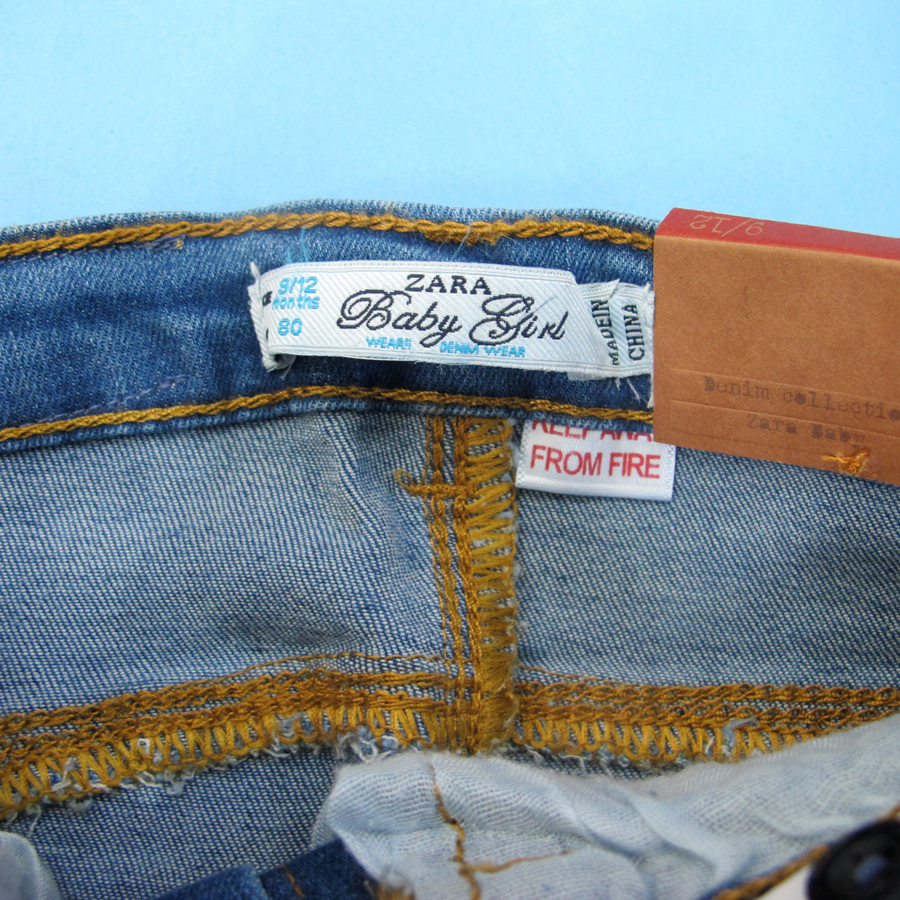 9/12
months
80
ZARA
Baby Girl
WEAR!!
DENIM WEAR
MADE IN
CHINA
FROM FIRE
9/12
Denim collectio
Zara Baby